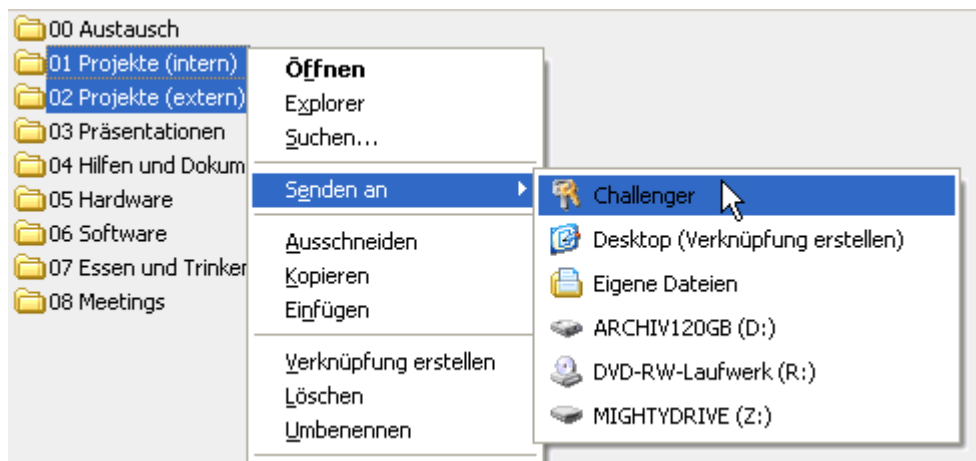 00 Austausch
01 Projekte (intern)
02 Projekte (extern)
03 Präsentationen
04 Hilfen und Dokum
05 Hardware
06 Software
07 Essen und Trinker
08 Meetings
Öffnen
Explorer
Suchen...
Senden an
Ausschneiden
Kopieren
Einfügen
Verknüpfung erstellen
Löschen
Umbenennen
Challenger
Desktop (Verknüpfung erstellen)
Eigene Dateien
ARCHIV120GB (D:)
DVD-RW-Laufwerk (R:)
MIGHTYDRIVE (Z:)